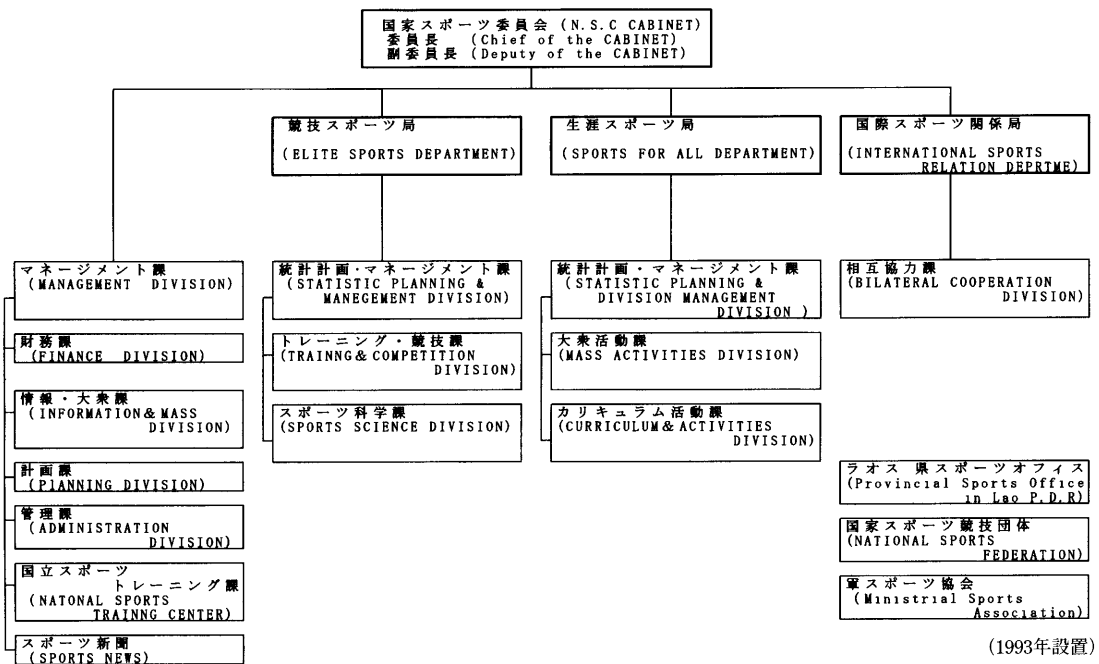 国家スポーツ委員会 (N.S.C CABINET)
委員長 (Chief of the CABINET)
副委員長 (Deputy of the CABINET)
競技スポーツ局
(ELITE SPORTS DEPARTMENT)
生涯スポーツ局
(SPORTS FOR ALL DEPARTMENT)
国際スポーツ関係局
(INTERNATIONAL SPORTS
RELATION DEPRTME)
マネージメント課
(MANAGEMENT DIVISION)
財務課
(FINANCE DIVISION)
情報・大衆課
(INFORMATION&MASS
DIVISION)
計画課
(PLANNING DIVISION)
管理課
(ADMINISTRATION
DIVISION)
国立スポーツ
トレーニング課
(NATONAL SPORTS
TRAINNG CENTER)
スポーツ新聞
(SPORTS NEWS)
統計計画・マネージメント課
(STATISTIC PLANNING &
MANEGEMENT DIVISION)
トレーニング・競技課
(TRAINNG&COMPETITION
DIVISION)
スポーツ科学課
(SPORTS SCIENCE DIVISION)
統計計画・マネージメント課
(STATISTIC PLANNING &
DIVISION MANAGEMENT
DIVISION )
大衆活動課
(MASS ACTIVITIES DIVISION)
カリキュラム活動課
(CURRICULUM&ACTIVITIES
DIVISION)
相互協力課
(BILATERAL COOPERATION
DIVISION)
ラオス 県スポーツオフィス
(Provincial Sports Office
in Lao P.D.R)
国家スポーツ競技団体
(NATIONAL SPORTS
FEDERATION)
軍スポーツ協会
(Ministrial Sports
Association)
(1993年設置)